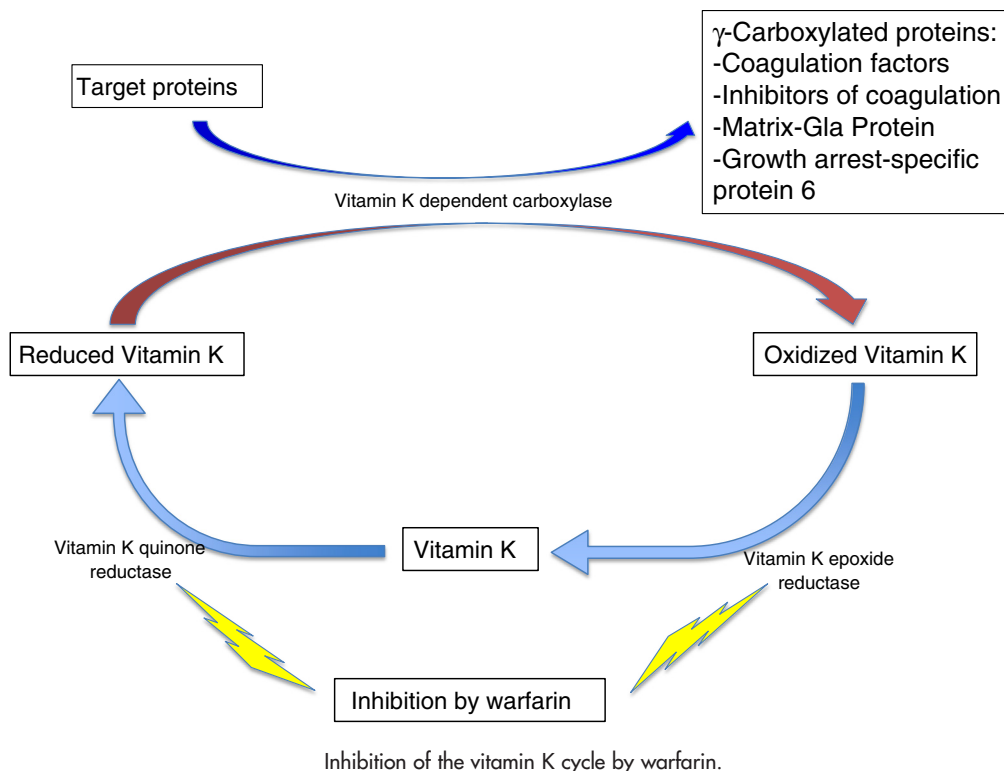 γ-Carboxylated proteins:
-Coagulation factors
-Inhibitors of coagulation
-Matrix-Gla Protein
-Growth arrest-specific
protein 6
Target proteins
Vitamin K dependent carboxylase
Reduced Vitamin K
Oxidized Vitamin K
Vitamin K
Vitamin K quinone
reductase
Vitamin K epoxide
reductase
Inhibition by warfarin
Inhibition of the vitamin K cycle by warfarin.